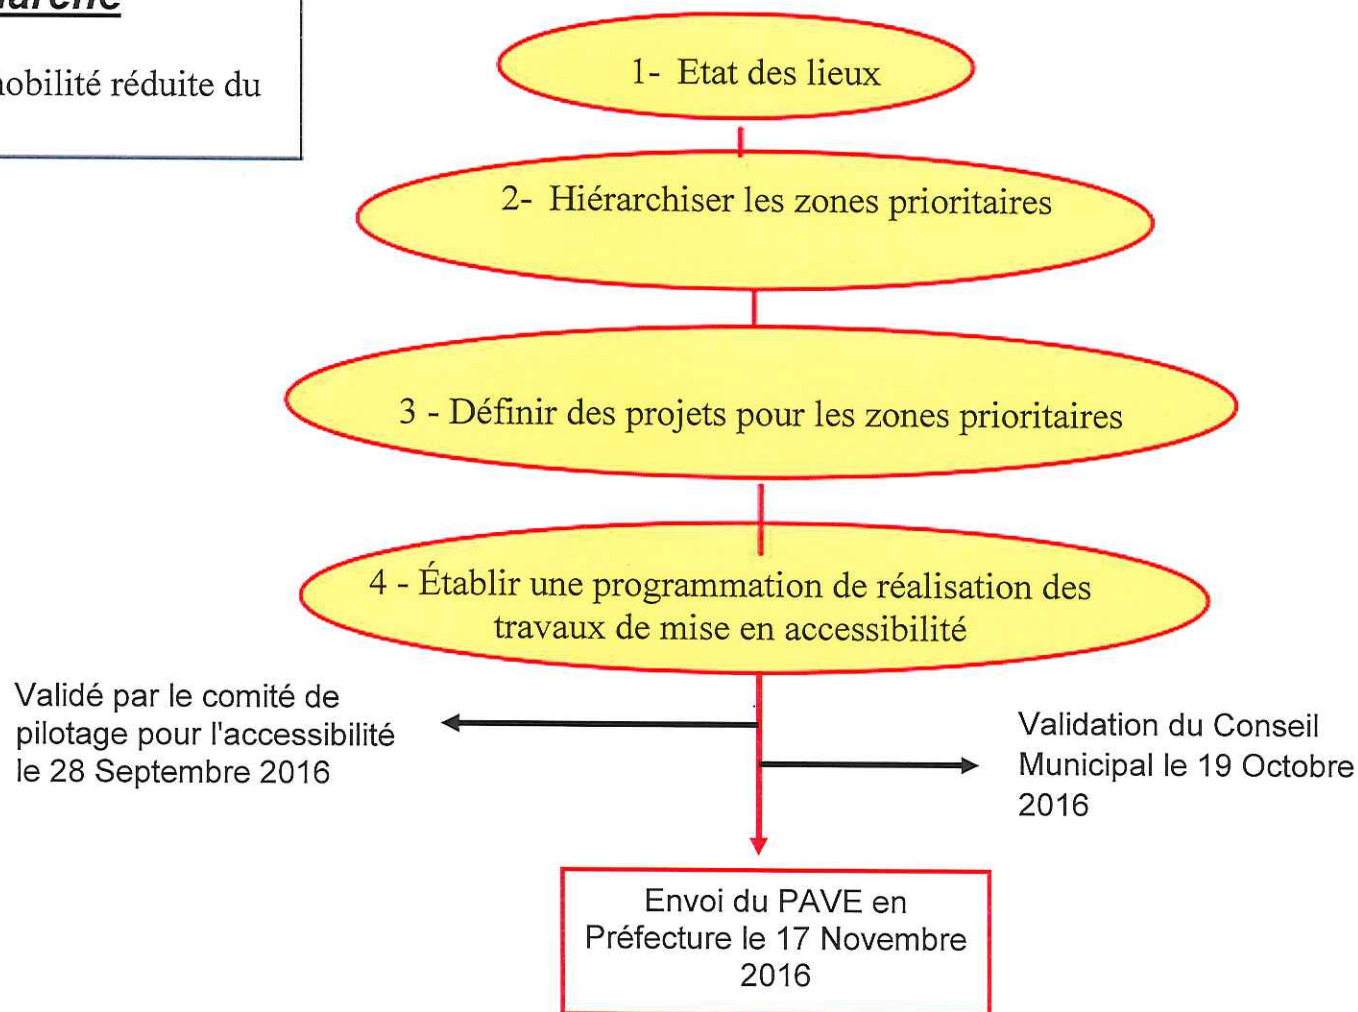 mobilité réduite du
1- Etat des lieux
2- Hiérarchiser les zones prioritaires
3 - Définir des projets pour les zones prioritaires
4 - Établir une programmation de réalisation des
travaux de mise en accessibilité
Validé par le comité de
pilotage pour l'accessibilité
le 28 Septembre 2016
Validation du Conseil
Municipal le 19 Octobre
2016
Envoi du PAVE en
Préfecture le 17 Novembre
2016